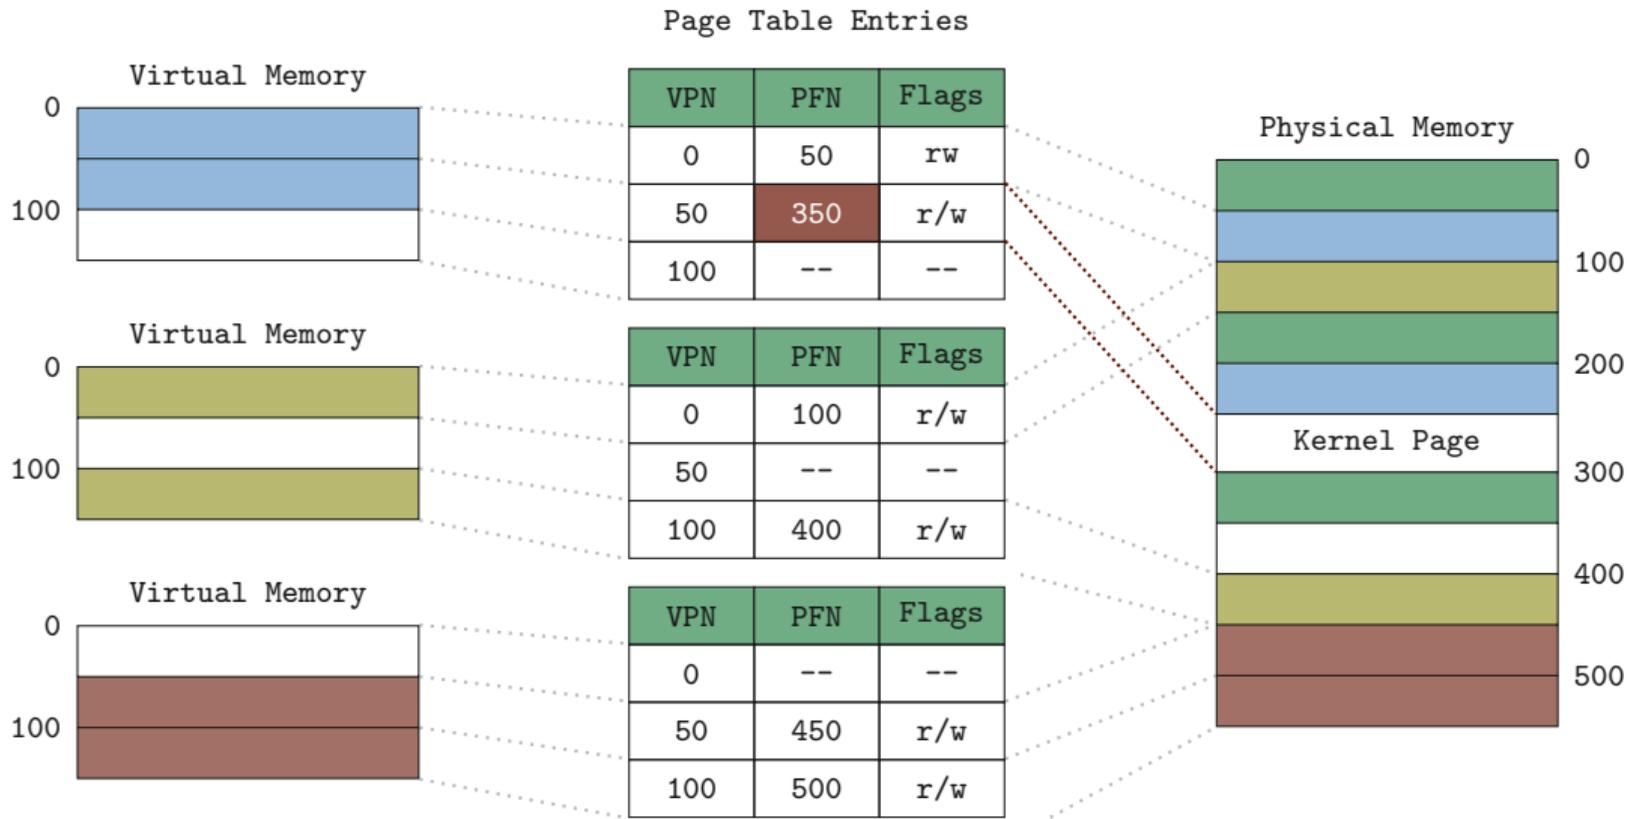 Page Table Entries
Virtual Memory
0
100
VPN PFN Flags
0 50 rw
50 350 r/w
100 -- --
Virtual Memory
0
100
VPN PFN Flags
0 100 r/w
50 -- --
100 400 r/w
Virtual Memory
0
100
VPN PFN Flags
0 -- --
50 450 r/w
100 500 r/w
Physical Memory
0
100
200
Kernel Page
300
400
500